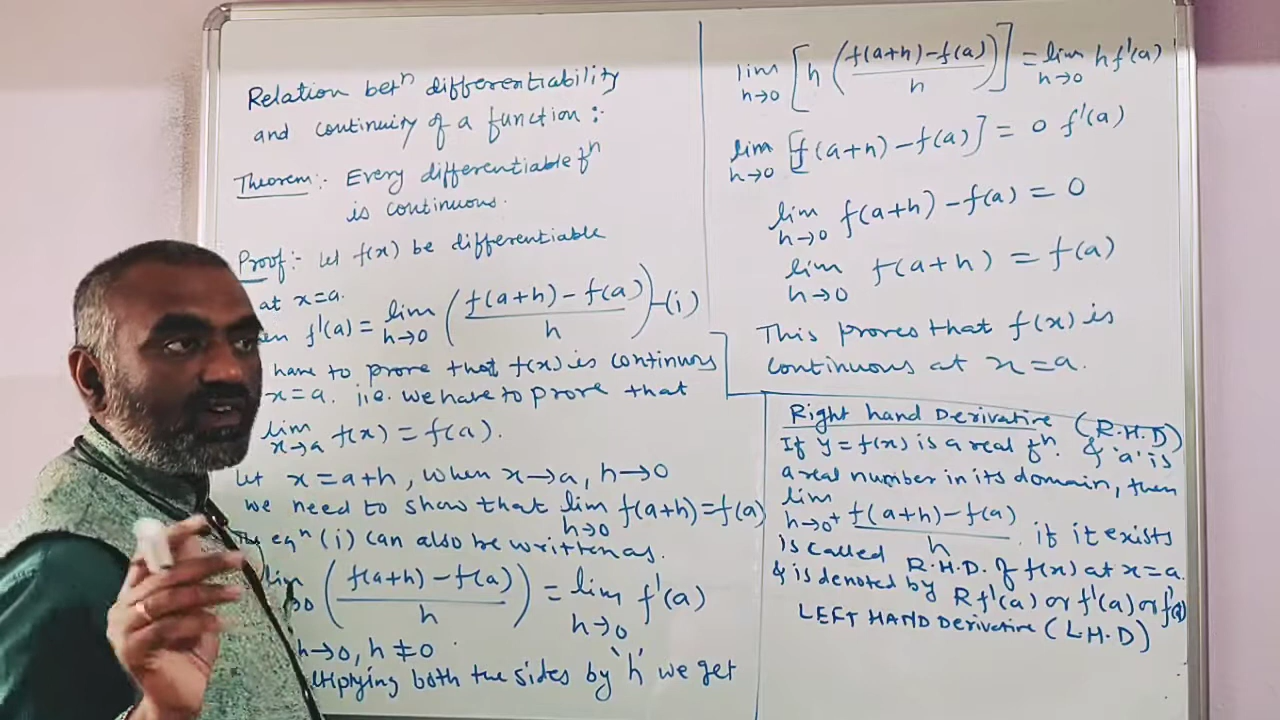 Relation betⁿ differentiability
and continuity of a function :-
Theorem :- Every differentiable fⁿ
is continuous.
Proof :- Let f(x) be differentiable
at x=a.
f'(a) = lim h→0 ( f(a+h) - f(a) / h ) - (i)
have to prove that f(x) is continuous
x=a. i.e. we have to prove that
lim x→a f(x) = f(a).
Let x = a+h, when x→a, h→0
we need to show that lim h→0 f(a+h) = f(a)
The eqⁿ (i) can also be written as.
( f(a+h) - f(a) / h ) = lim h→0 f'(a)
h→0, h ≠ 0
both the sides by 'h' we get
lim h→0 [ h ( f(a+h) - f(a) / h ) ] = lim h→0 h f'(a)
lim h→0 [ f(a+h) - f(a) ] = 0 f'(a)
lim h→0 f(a+h) - f(a) = 0
lim h→0 f(a+h) = f(a)
This proves that f(x) is
continuous at x = a.
Right hand Derivative (R.H.D)
If y = f(x) is a real fⁿ. & 'a' is
a real number in its domain, then
lim h→0⁺ f(a+h) - f(a) / h . if it exists
is called R.H.D. of f(x) at x=a.
& is denoted by Rf'(a) or f'(a) or
LEFT HAND Derivative (L.H.D)